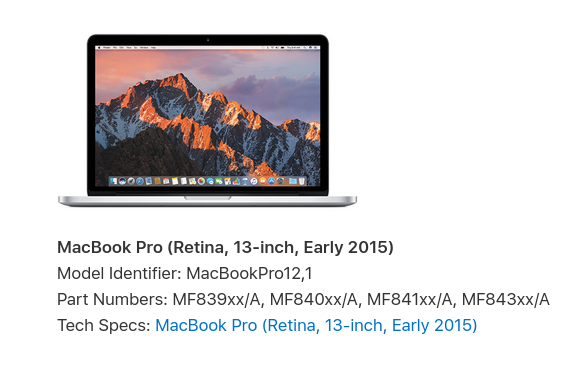 MacBook Pro (Retina, 13-inch, Early 2015)
Model Identifier: MacBookPro12,1
Part Numbers: MF839xx/A, MF840xx/A, MF841xx/A, MF843xx/A
Tech Specs: MacBook Pro (Retina, 13-inch, Early 2015)